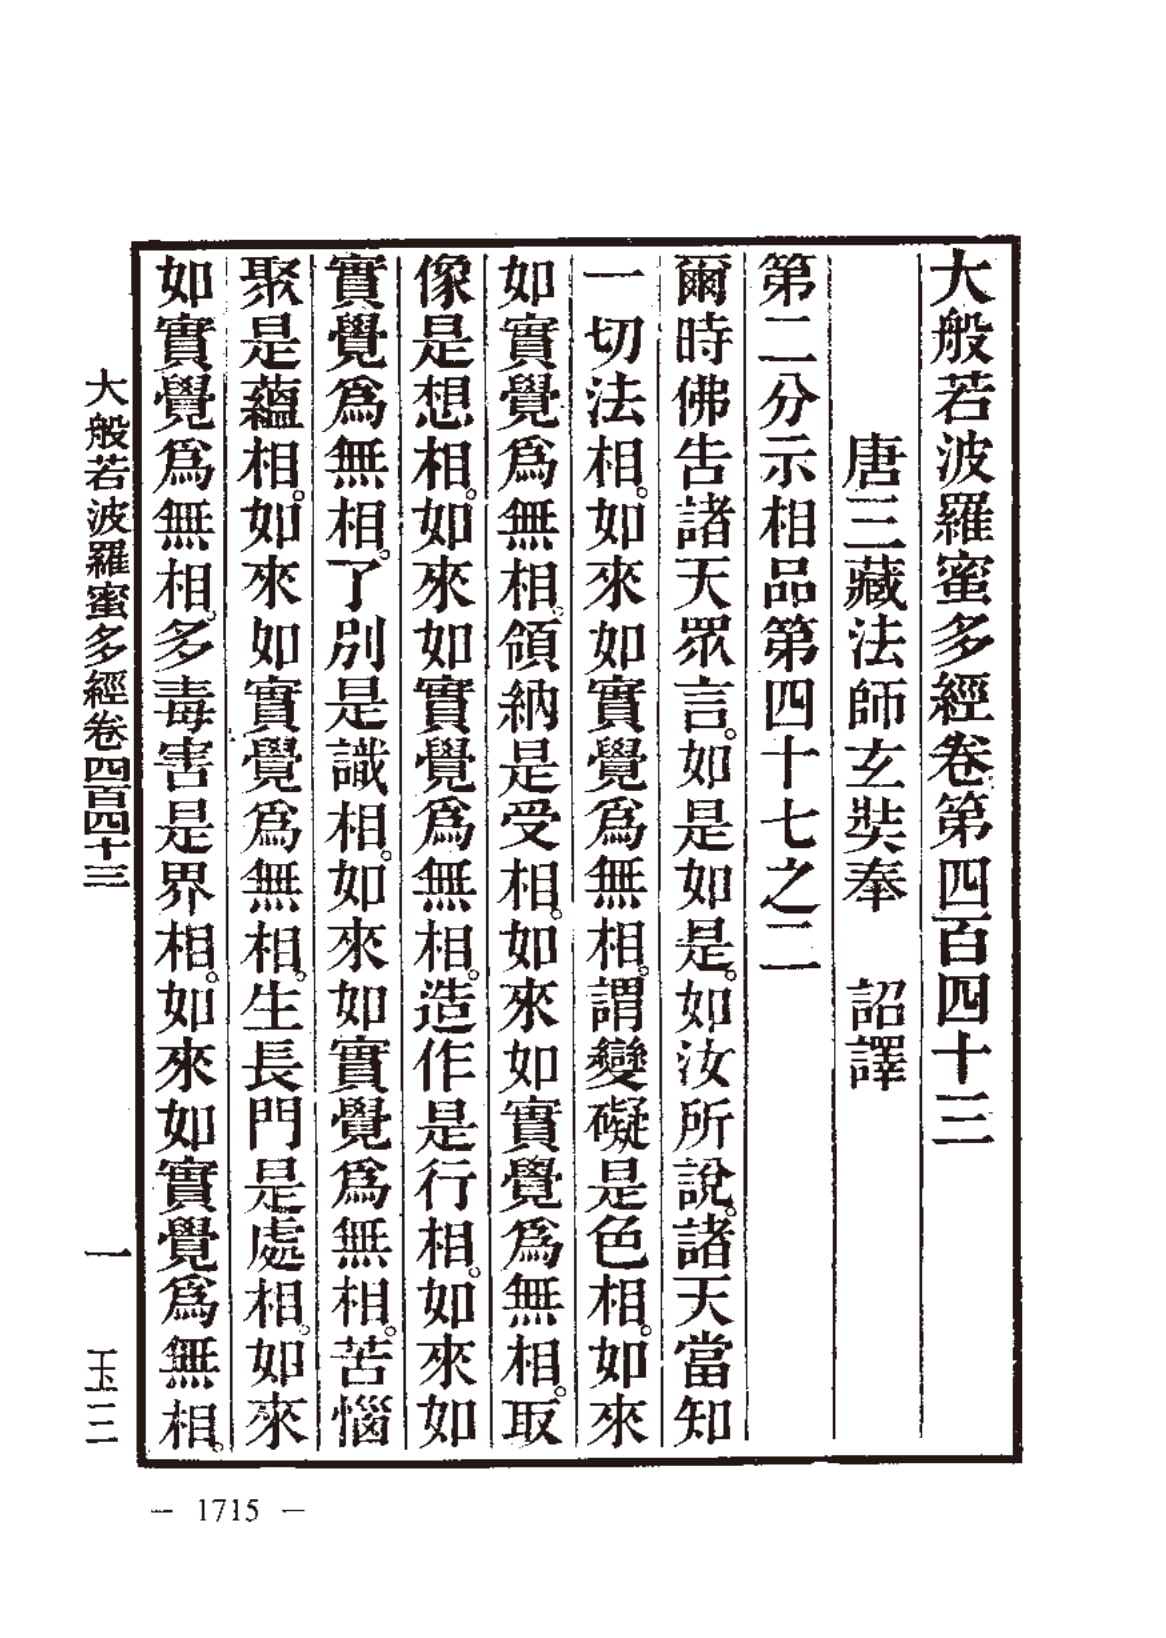 大般若波羅蜜多經卷第四百四十三
唐三藏法師玄奘奉　詔譯
第二分示相品第四十七之二
爾時佛告諸天眾言。如是如是。如汝所說。諸天當知
一切法相。如來如實覺爲無相。謂變礙是色相。如來
如實覺爲無相。領納是受相。如來如實覺爲無相。取
像是想相。如來如實覺爲無相。造作是行相。如來如
實覺爲無相。了別是識相。如來如實覺爲無相。苦惱
聚是蘊相。如來如實覺爲無相。生長門是處相。如來
如實覺爲無相。多毒害是界相。如來如實覺爲無相。
大般若波羅蜜多經卷四百四十三　一　玉三
— 1715 —